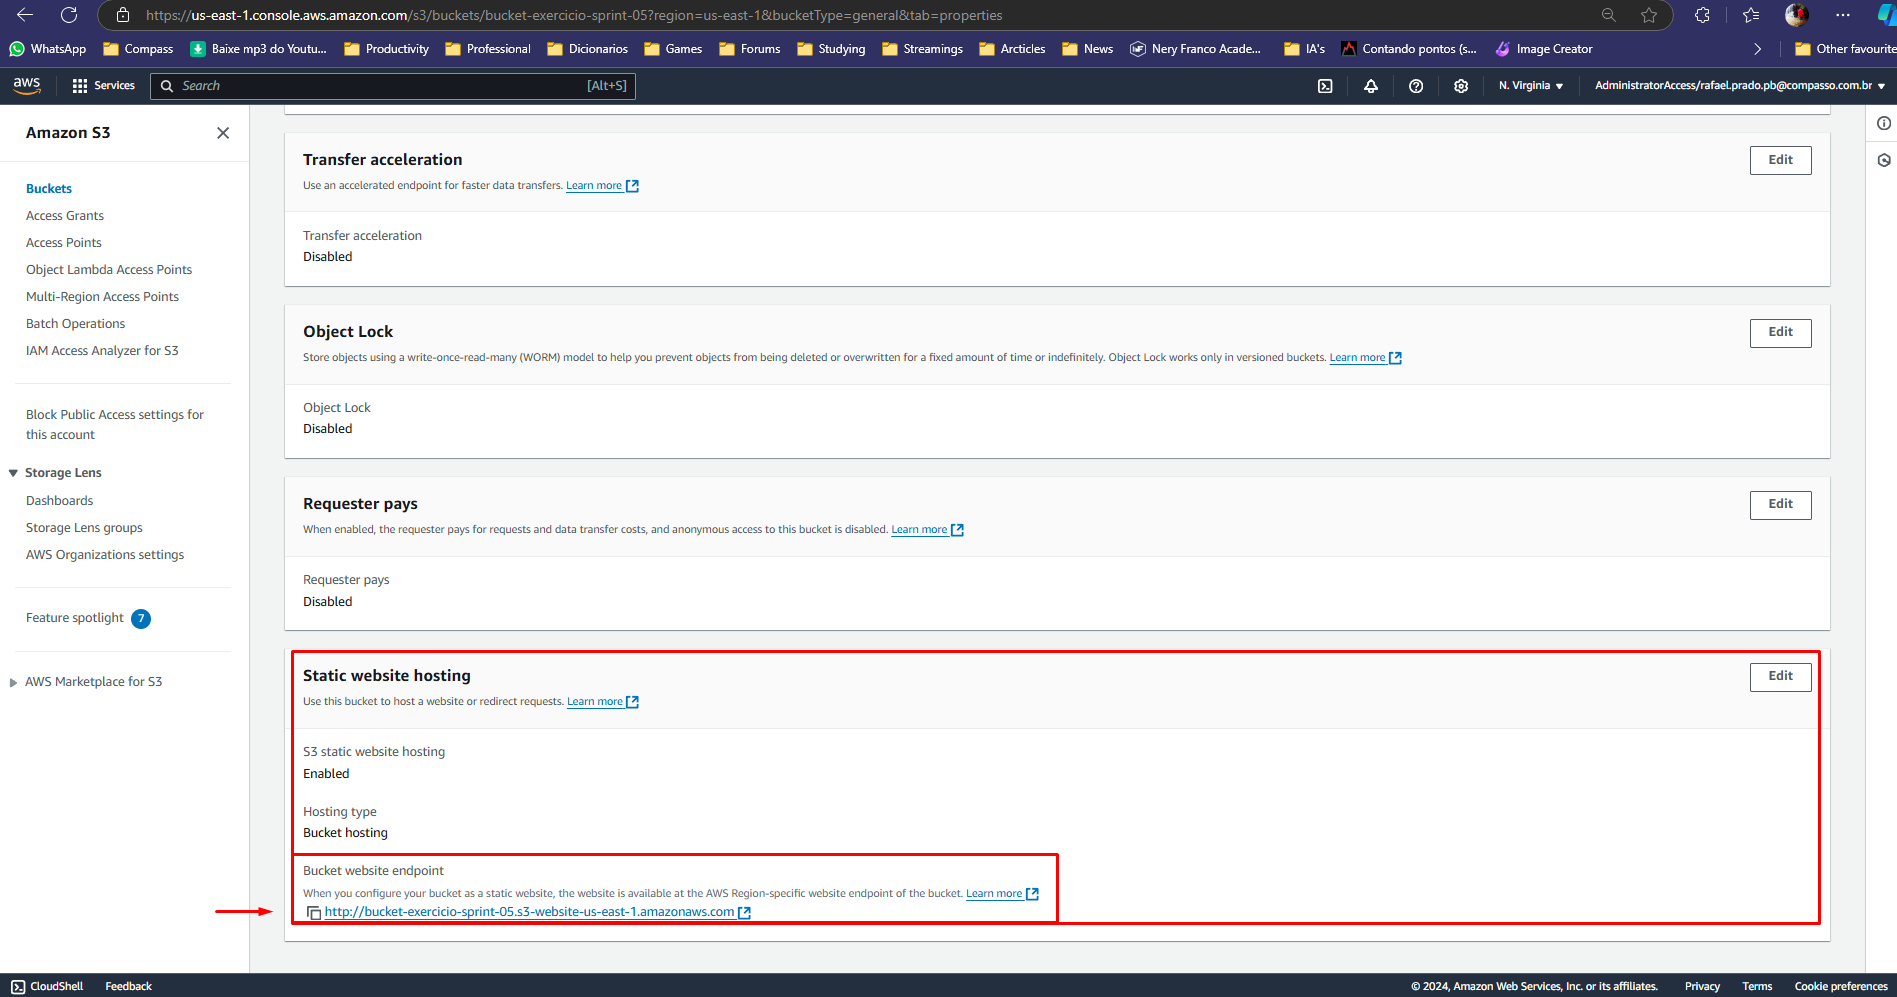 https://us-east-1.console.aws.amazon.com/s3/buckets/bucket-exercicio-sprint-05?region=us-east-1&bucketType=general&tab=properties
WhatsApp Compass Baixe mp3 do Youtu... Productivity Professional Dicionarios Games Forums Studying Streamings Arcticles News Nery Franco Acade... IA's Contando pontos (s... Image Creator Other favourite
aws Services Search [Alt+S] N. Virginia AdministratorAccess/rafael.prado.pb@compasso.com.br
Amazon S3
Buckets
Access Grants
Access Points
Object Lambda Access Points
Multi-Region Access Points
Batch Operations
IAM Access Analyzer for S3
Block Public Access settings for
this account
Storage Lens
Dashboards
Storage Lens groups
AWS Organizations settings
Feature spotlight 7
AWS Marketplace for S3
Transfer acceleration Edit
Use an accelerated endpoint for faster data transfers. Learn more
Transfer acceleration
Disabled
Object Lock Edit
Store objects using a write-once-read-many (WORM) model to help you prevent objects from being deleted or overwritten for a fixed amount of time or indefinitely. Object Lock works only in versioned buckets. Learn more
Object Lock
Disabled
Requester pays Edit
When enabled, the requester pays for requests and data transfer costs, and anonymous access to this bucket is disabled. Learn more
Requester pays
Disabled
Static website hosting Edit
Use this bucket to host a website or redirect requests. Learn more
S3 static website hosting
Enabled
Hosting type
Bucket hosting
Bucket website endpoint
When you configure your bucket as a static website, the website is available at the AWS Region-specific website endpoint of the bucket. Learn more
http://bucket-exercicio-sprint-05.s3-website-us-east-1.amazonaws.com
CloudShell Feedback © 2024, Amazon Web Services, Inc. or its affiliates. Privacy Terms Cookie preferences